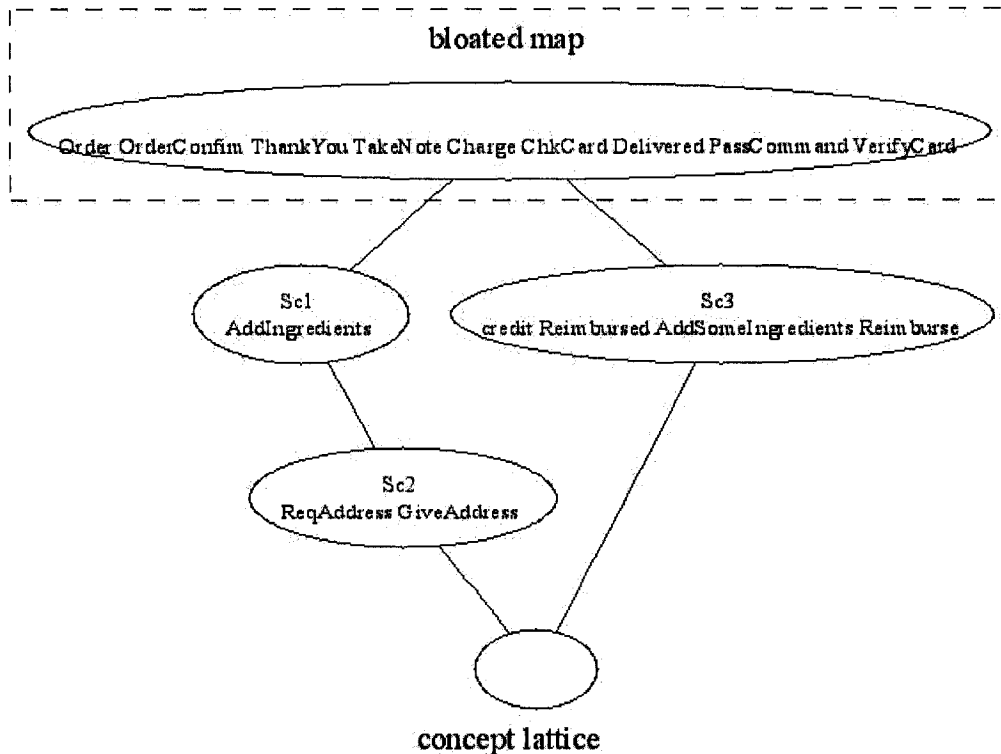 bloated map
Order OrderConfim ThankYou TakeNote Charge ChkCard Delivered PassCommand VerifyCard
Sc1
AddIngredients
Sc3
credit Reimbursed AddSomeIngredients Reimburse
Sc2
ReqAddress GiveAddress
concept lattice